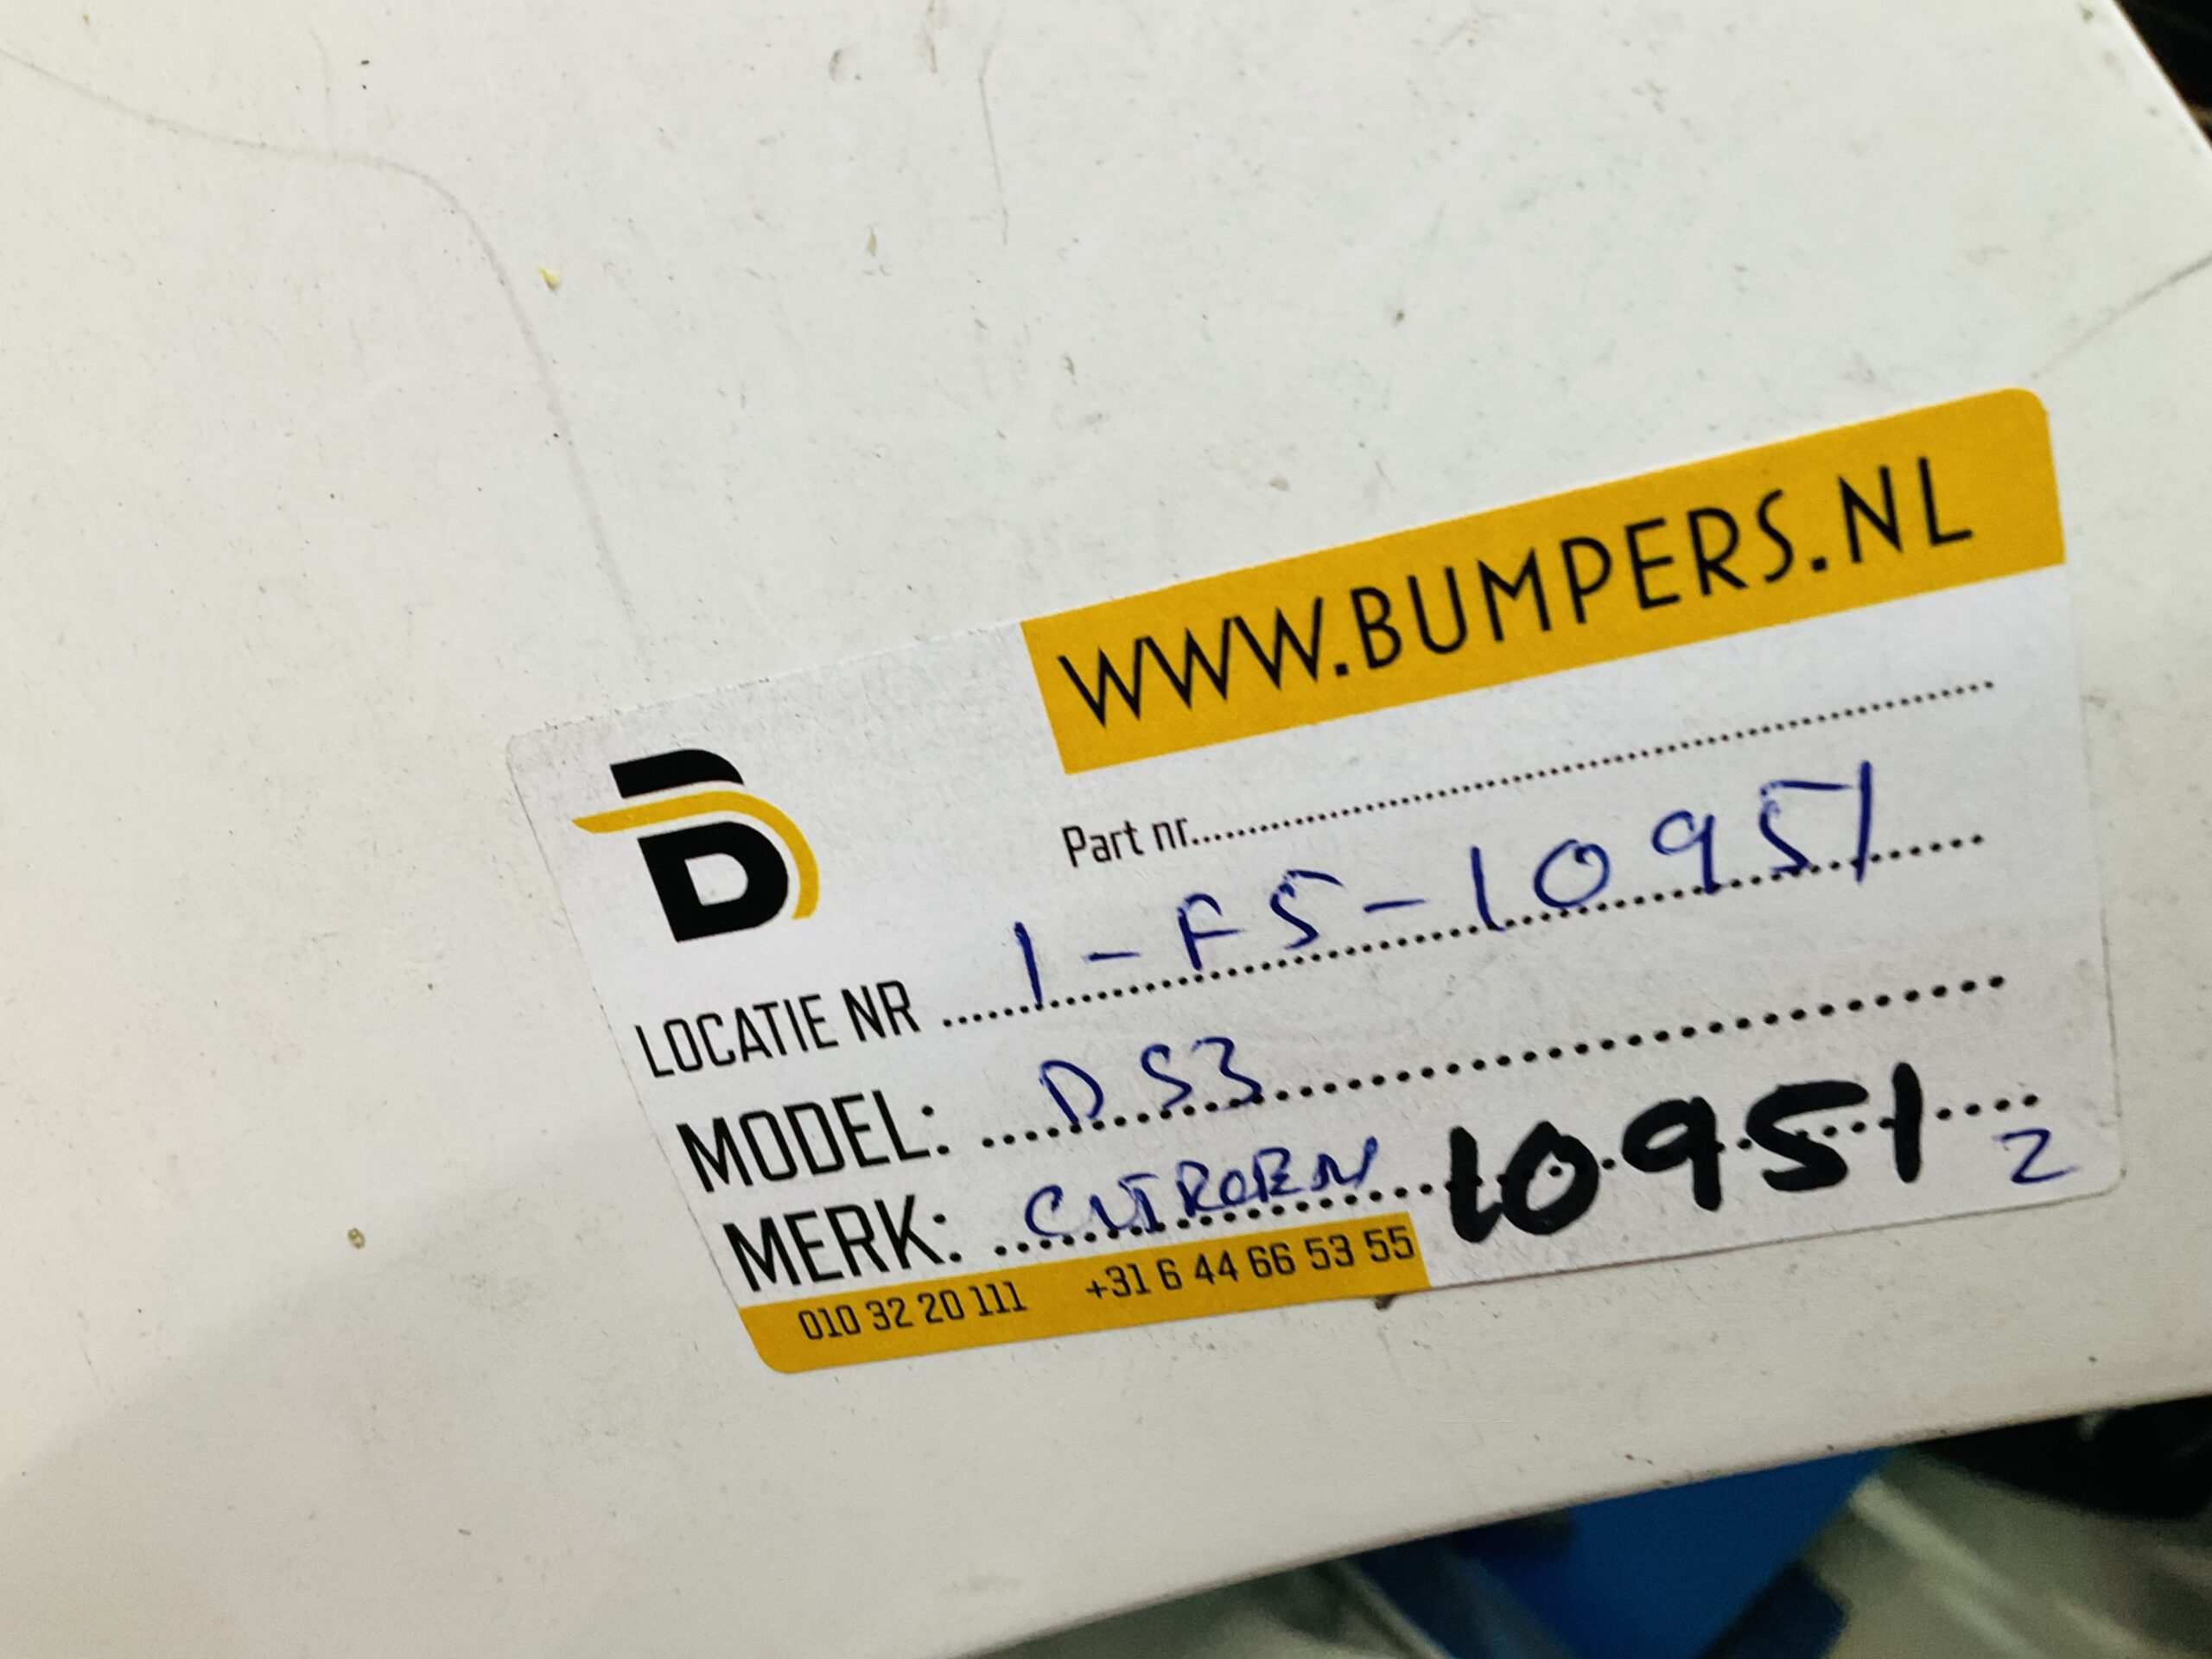 WWW.BUMPERS.NL
Part nr..........
LOCATIE NR 1-F5-10951
MODEL: DS3
MERK: CITROEN 10951 2
010 32 20 111 +31 6 44 66 53 55